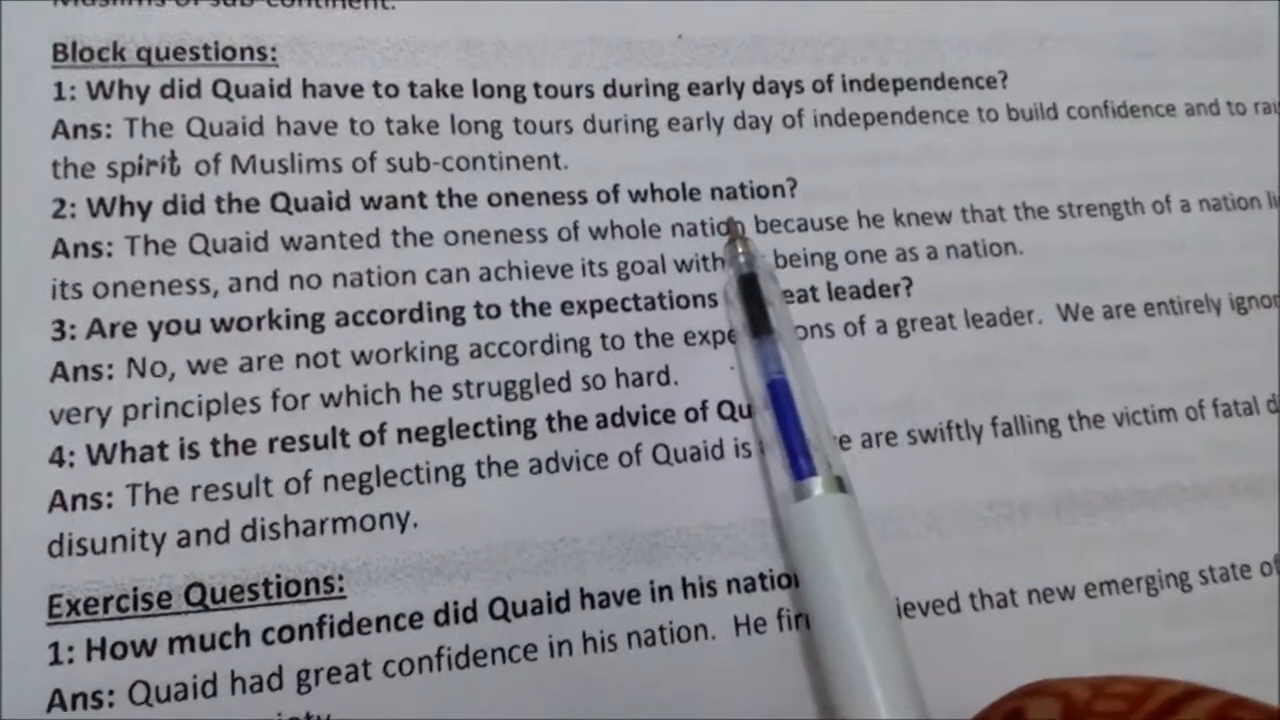 Muslims of sub-continent.
Block questions:
1: Why did Quaid have to take long tours during early days of independence?
Ans: The Quaid have to take long tours during early day of independence to build confidence and to
the spirit of Muslims of sub-continent.
2: Why did the Quaid want the oneness of whole nation?
Ans: The Quaid wanted the oneness of whole nation because he knew that the strength of a nation
its oneness, and no nation can achieve its goal being one as a nation.
3: Are you working according to the expectations leader?
Ans: No, we are not working according to the of a great leader. We are entirely
very principles for which he struggled so hard.
4: What is the result of neglecting the advice of
Ans: The result of neglecting the advice of Quaid is are swiftly falling the victim of fatal
disunity and disharmony.
Exercise Questions:
1: How much confidence did Quaid have in his
Ans: Quaid had great confidence in his nation. He that new emerging state of